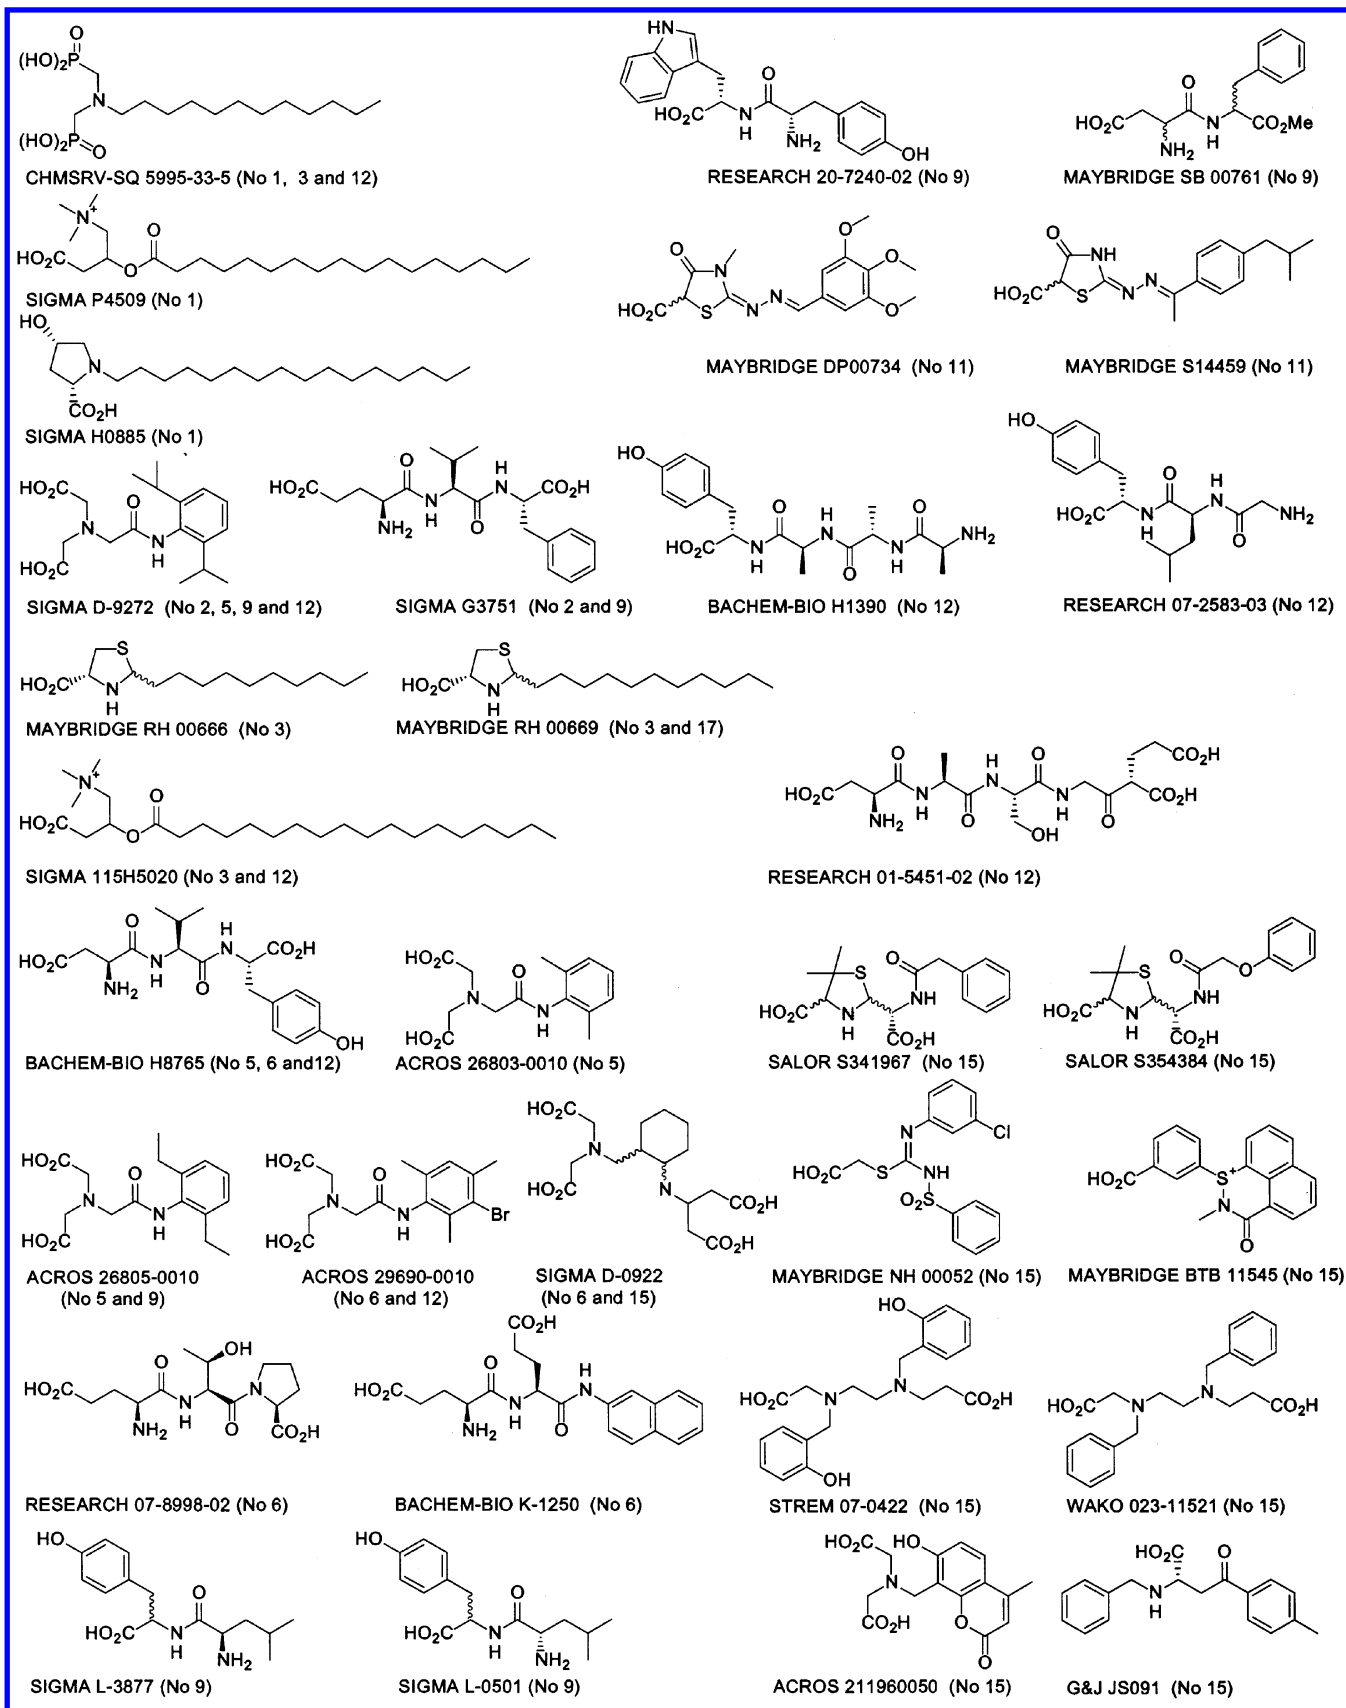 CHMSRV-SQ 5995-33-5 (No 1, 3 and 12)
RESEARCH 20-7240-02 (No 9)
MAYBRIDGE SB 00761 (No 9)
SIGMA P4509 (No 1)
MAYBRIDGE DP00734 (No 11)
MAYBRIDGE S14459 (No 11)
SIGMA H0885 (No 1)
SIGMA D-9272 (No 2, 5, 9 and 12)
SIGMA G3751 (No 2 and 9)
BACHEM-BIO H1390 (No 12)
RESEARCH 07-2583-03 (No 12)
MAYBRIDGE RH 00666 (No 3)
MAYBRIDGE RH 00669 (No 3 and 17)
SIGMA 115H5020 (No 3 and 12)
RESEARCH 01-5451-02 (No 12)
BACHEM-BIO H8765 (No 5, 6 and12)
ACROS 26803-0010 (No 5)
SALOR S341967 (No 15)
SALOR S354384 (No 15)
ACROS 26805-0010
(No 5 and 9)
ACROS 29690-0010
(No 6 and 12)
SIGMA D-0922
(No 6 and 15)
MAYBRIDGE NH 00052 (No 15)
MAYBRIDGE BTB 11545 (No 15)
RESEARCH 07-8998-02 (No 6)
BACHEM-BIO K-1250 (No 6)
STREM 07-0422 (No 15)
WAKO 023-11521 (No 15)
SIGMA L-3877 (No 9)
SIGMA L-0501 (No 9)
ACROS 211960050 (No 15)
G&J JS091 (No 15)